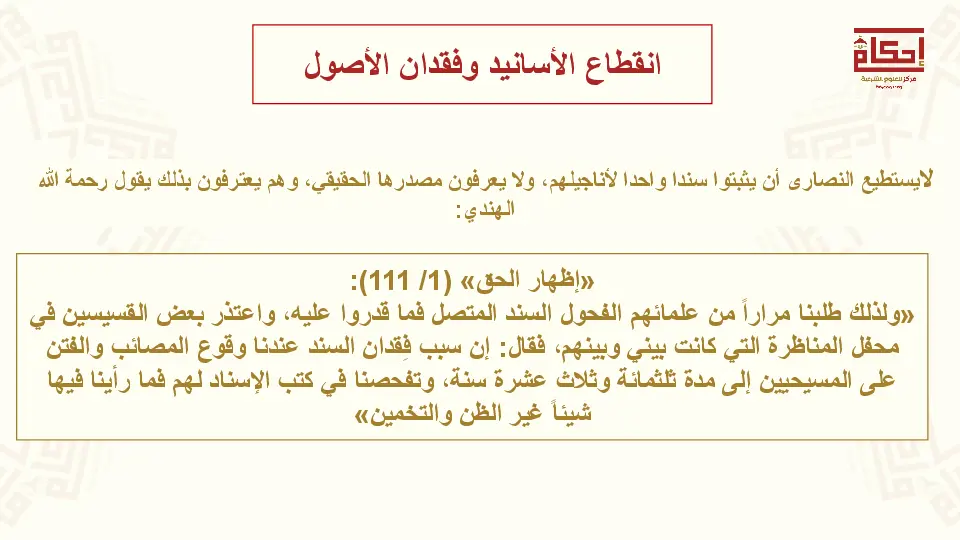 إحكام
مركز للعلوم الشرعية
انقطاع الأسانيد وفقدان الأصول
لايستطيع النصارى أن يثبتوا سندا واحدا لأناجيلهم، ولا يعرفون مصدرها الحقيقي، وهم يعترفون بذلك يقول رحمة الله
الهندي:
«إظهار الحق» (1/ 111):
«ولذلك طلبنا مراراً من علمائهم الفحول السند المتصل فما قدروا عليه، واعتذر بعض القسيسين في
محفل المناظرة التي كانت بيني وبينهم، فقال: إن سبب فِقدان السند عندنا وقوع المصائب والفتن
على المسيحيين إلى مدة ثلثمائة وثلاث عشرة سنة، وتفحصنا في كتب الإسناد لهم فما رأينا فيها
شيئاً غير الظن والتخمين»